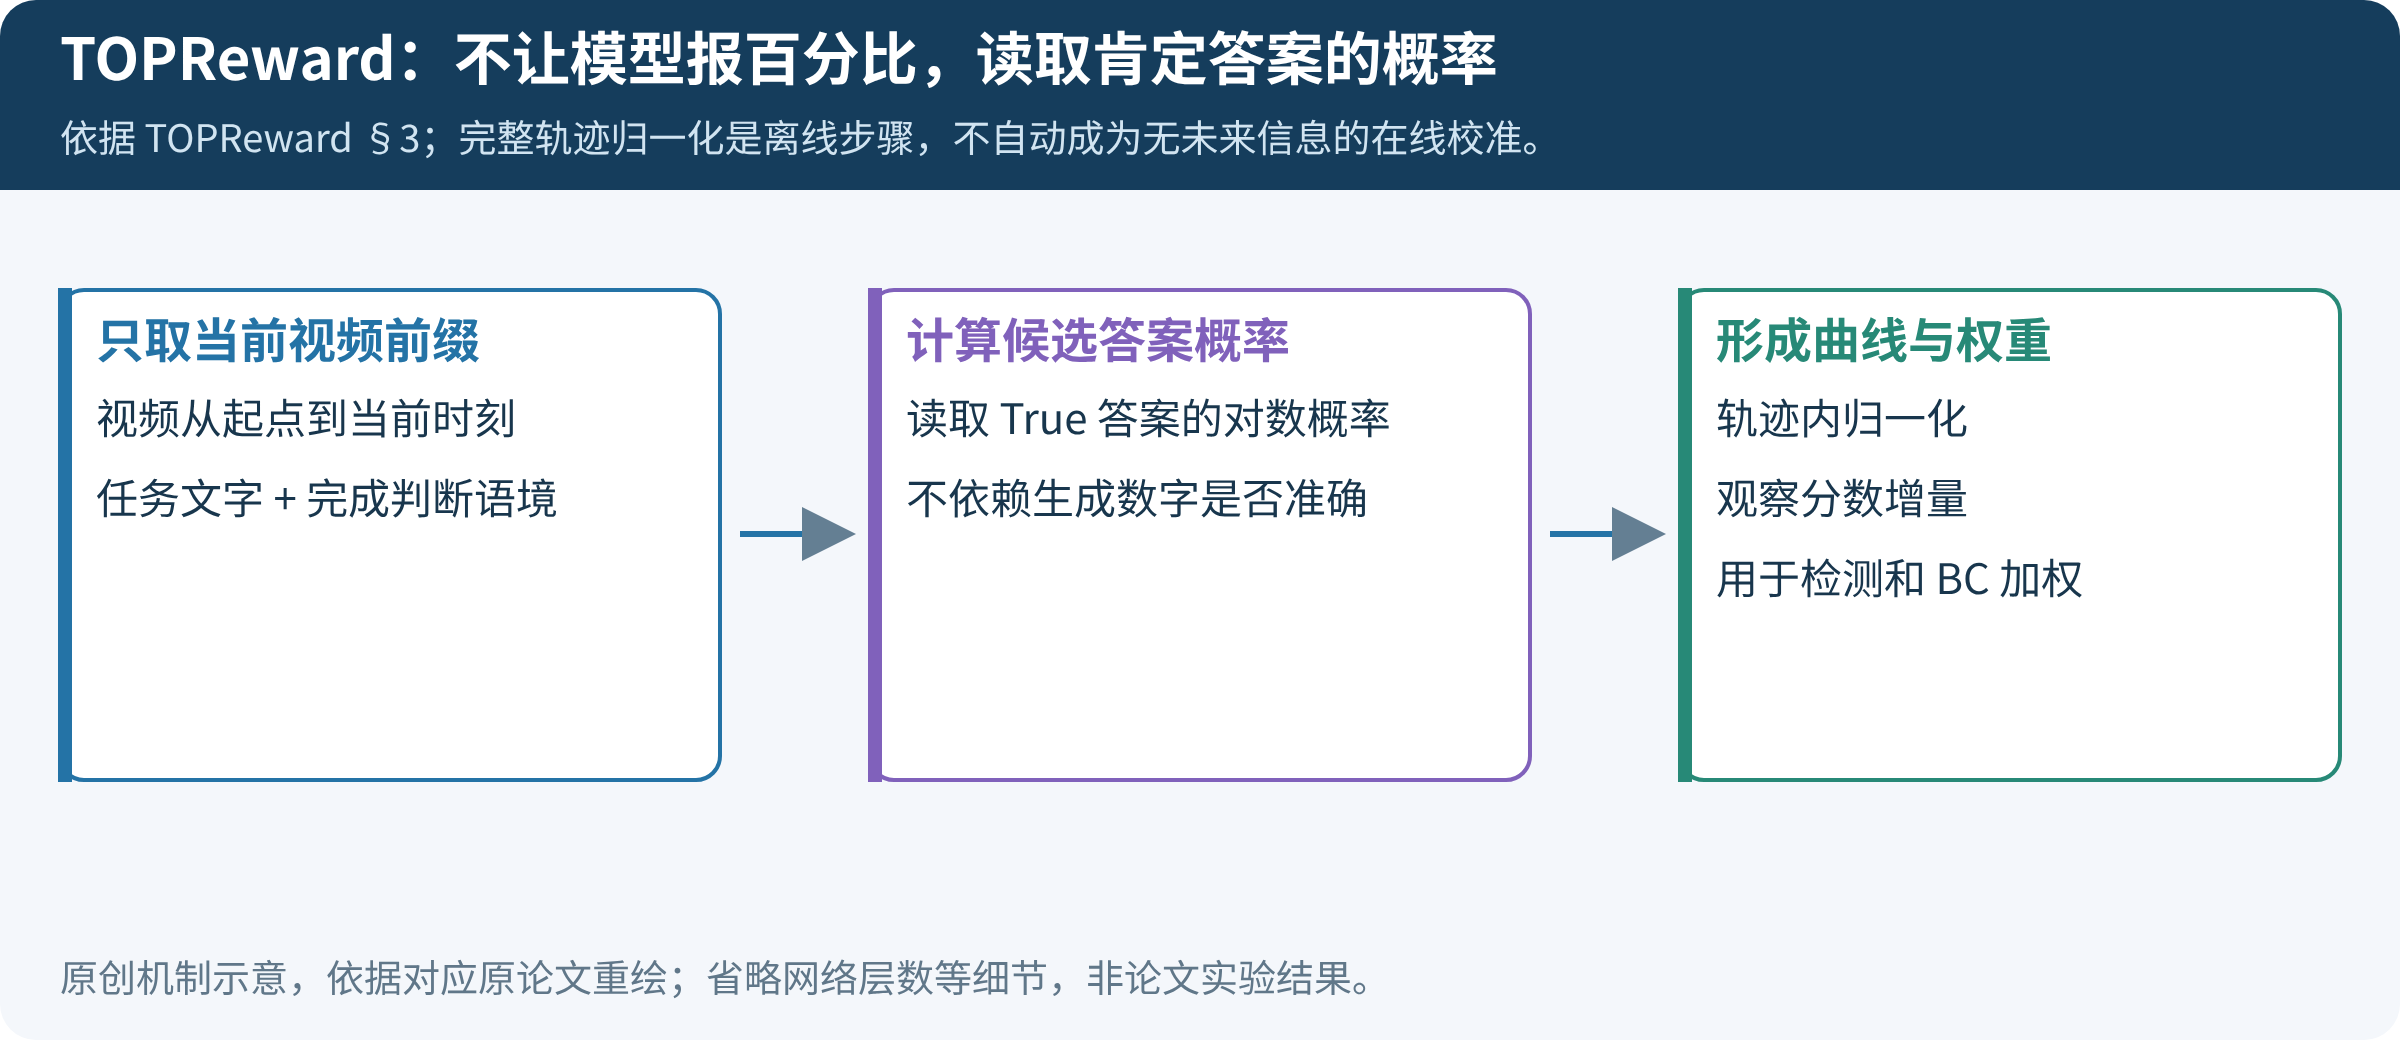 TOPReward：不让模型报百分比，读取肯定答案的概率
依据 TOPReward §3；完整轨迹归一化是离线步骤，不自动成为无未来信息的在线校准。
只取当前视频前缀
视频从起点到当前时刻
任务文字 + 完成判断语境
计算候选答案概率
读取 True 答案的对数概率
不依赖生成数字是否准确
形成曲线与权重
轨迹内归一化
观察分数增量
用于检测和 BC 加权
原创机制示意，依据对应原论文重绘；省略网络层数等细节，非论文实验结果。